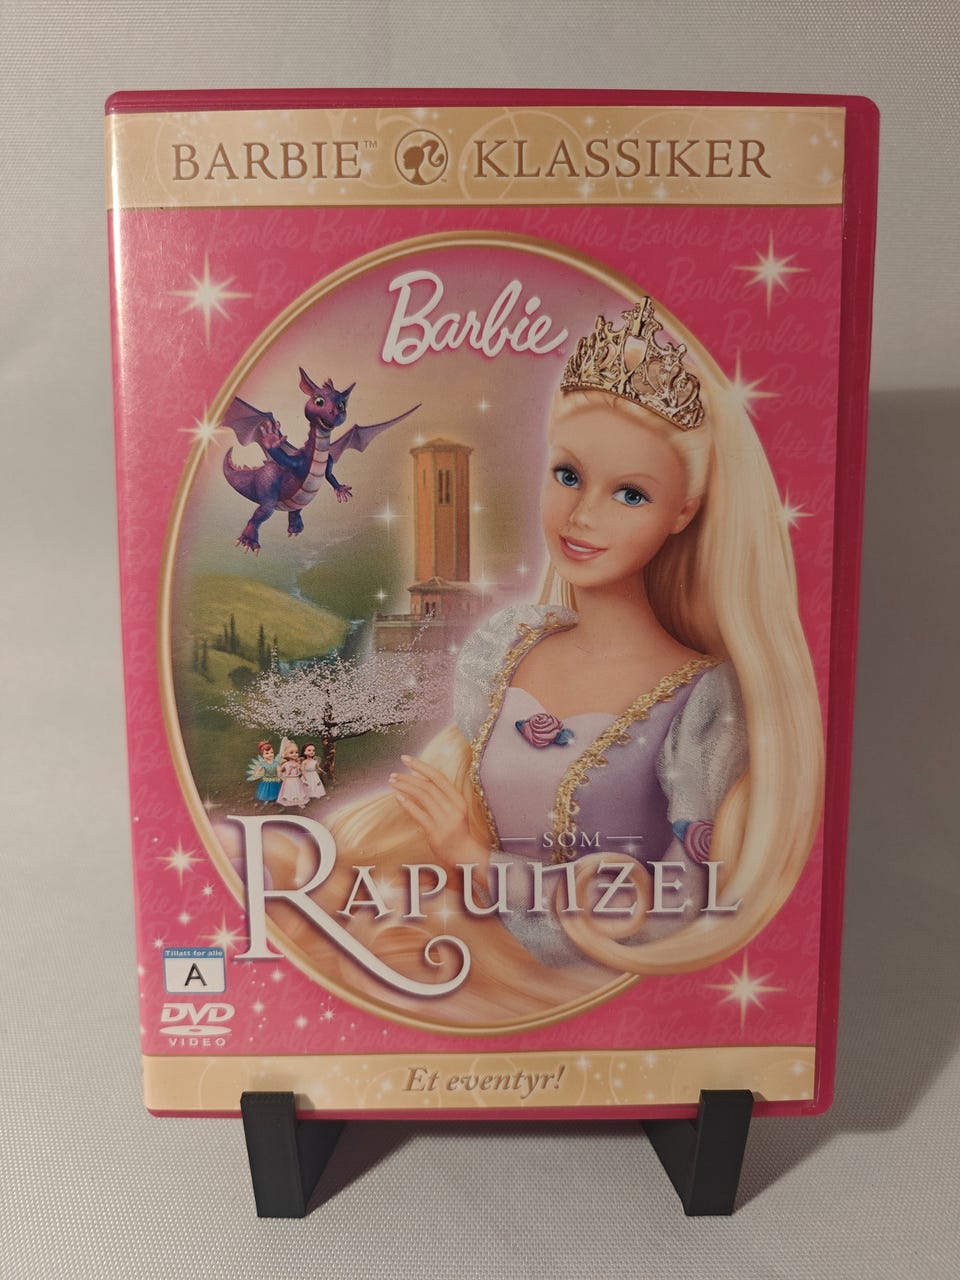 BARBIE™ KLASSIKER
Barbie
SOM
RAPUNZEL
Tillatt for alle
A
DVD
VIDEO
Et eventyr!